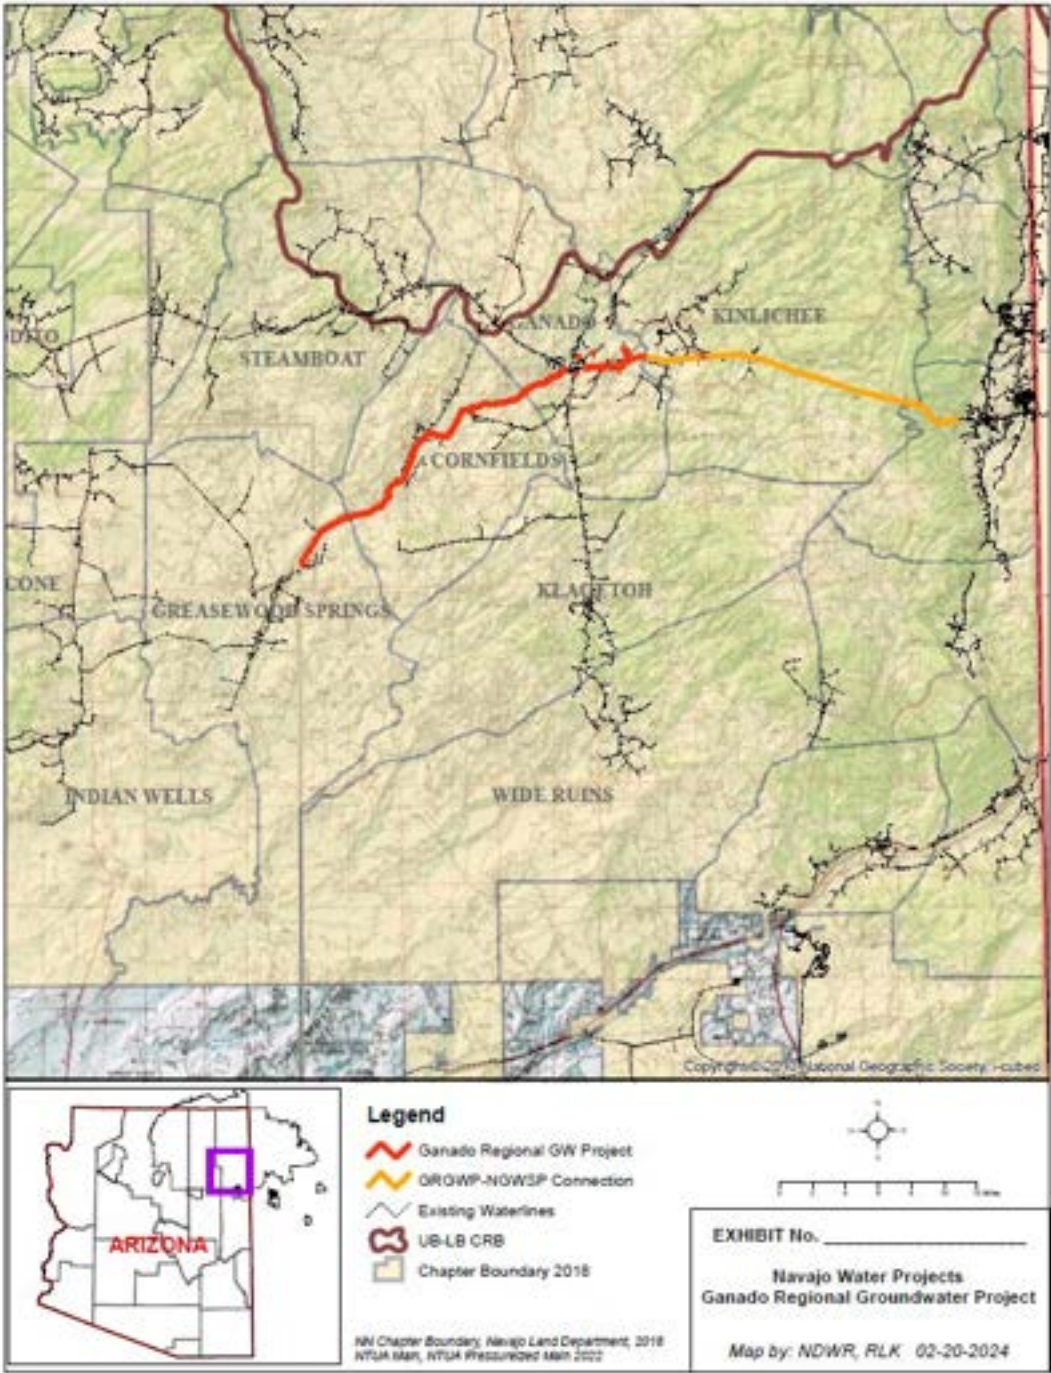 GANADO
KINLICHEE
STEAMBOAT
CORNFIELDS
CONE
KLAGETOH
GREASEWOOD SPRINGS
INDIAN WELLS
WIDE RUINS
National Geographic Society, i-cubed
ARIZONA
Legend
Ganado Regional GW Project
GRGWP-NGWSP Connection
Existing Waterlines
UB-LB CRB
Chapter Boundary 2018
NN Chapter Boundary, Navajo Land Department, 2018
NTUA Main, NTUA Pressureized Main 2022
EXHIBIT No.
Navajo Water Projects
Ganado Regional Groundwater Project
Map by: NDWR, RLK 02-20-2024